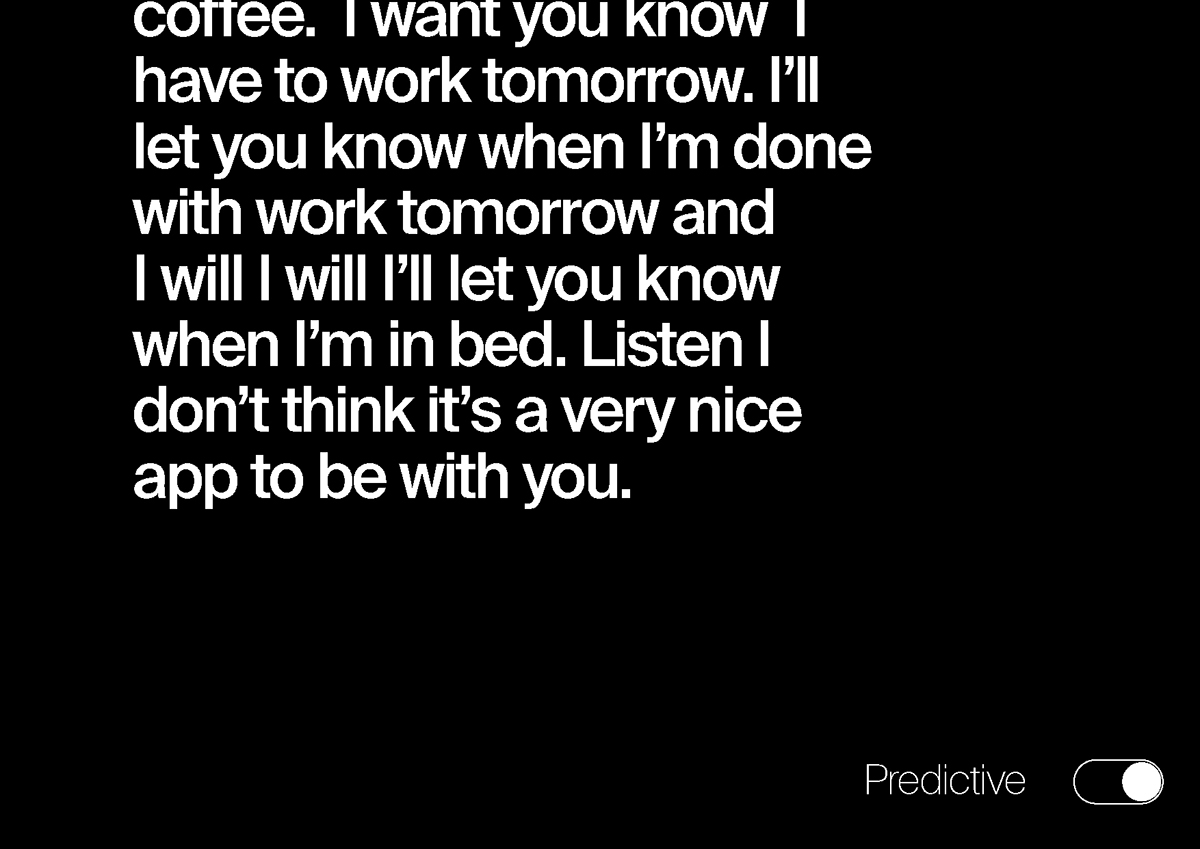 coffee. I want you know I
have to work tomorrow. I’ll
let you know when I’m done
with work tomorrow and
I will I will I’ll let you know
when I’m in bed. Listen I
don’t think it’s a very nice
app to be with you.
Predictive